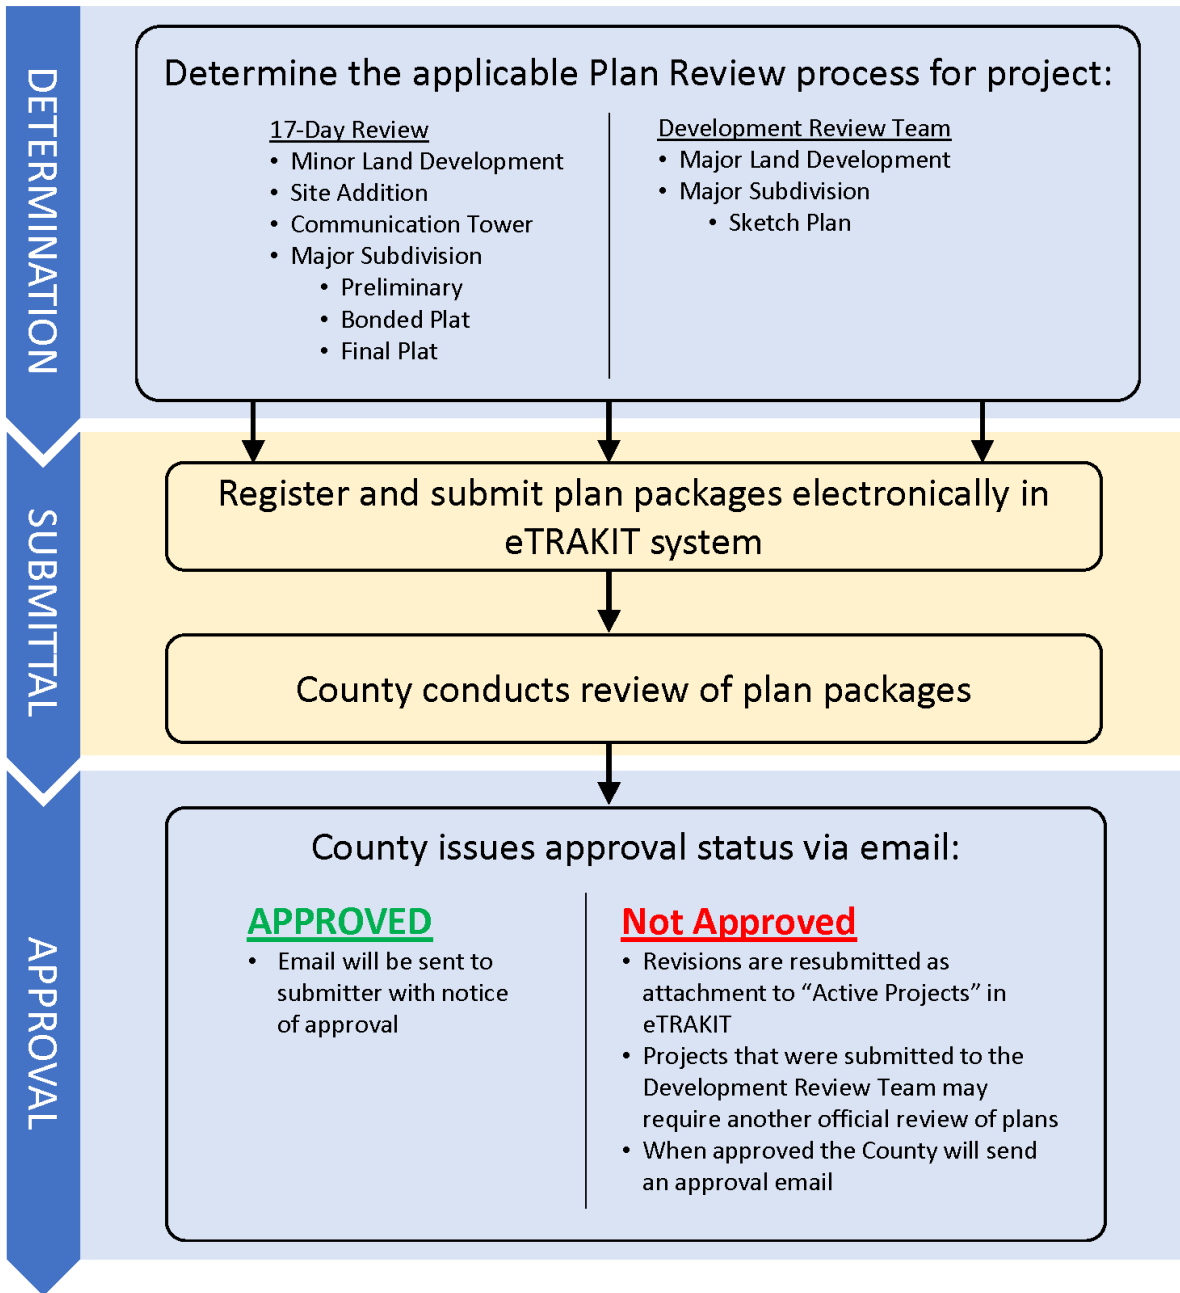 DETERMINATION
Determine the applicable Plan Review process for project:
17-Day Review
• Minor Land Development
• Site Addition
• Communication Tower
• Major Subdivision
• Preliminary
• Bonded Plat
• Final Plat
Development Review Team
• Major Land Development
• Major Subdivision
• Sketch Plan
SUBMITTAL
Register and submit plan packages electronically in
eTRAKIT system
County conducts review of plan packages
APPROVAL
County issues approval status via email:
APPROVED
• Email will be sent to
submitter with notice
of approval
Not Approved
• Revisions are resubmitted as
attachment to “Active Projects” in
eTRAKIT
• Projects that were submitted to the
Development Review Team may
require another official review of plans
• When approved the County will send
an approval email